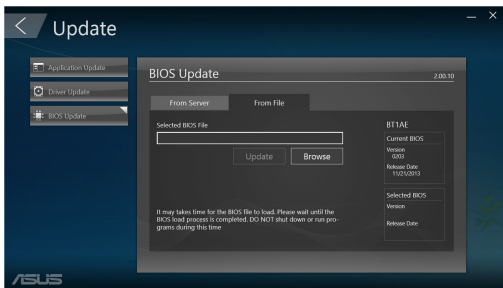 Update
Application Update
Driver Update
BIOS Update
BIOS Update
2.00.10
From Server
From File
Selected BIOS File
Update
Browse
It may takes time for the BIOS file to load. Please wait until the
BIOS load process is completed. DO NOT shut down or run pro-
grams during this time
BT1AE
Current BIOS
Version
0203
Release Date
11/21/2013
Selected BIOS
Version
Release Date
ASUS